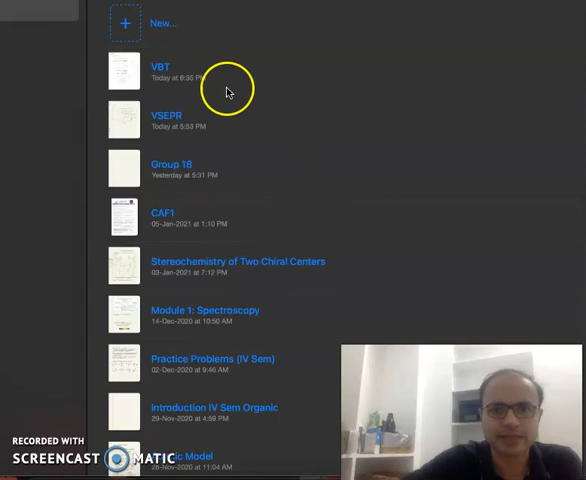 New...
VBT
Today at 6:35 PM
VSEPR
Today at 5:53 PM
Group 18
Yesterday at 5:31 PM
CAF1
05-Jan-2021 at 1:10 PM
Stereochemistry of Two Chiral Centers
03-Jan-2021 at 7:12 PM
Module 1: Spectroscopy
14-Dec-2020 at 10:50 AM
Practice Problems (IV Sem)
02-Dec-2020 at 9:46 AM
Introduction IV Sem Organic
29-Nov-2020 at 4:59 PM
Model
28-Nov-2020 at 11:04 AM
RECORDED WITH
SCREENCAST MATIC